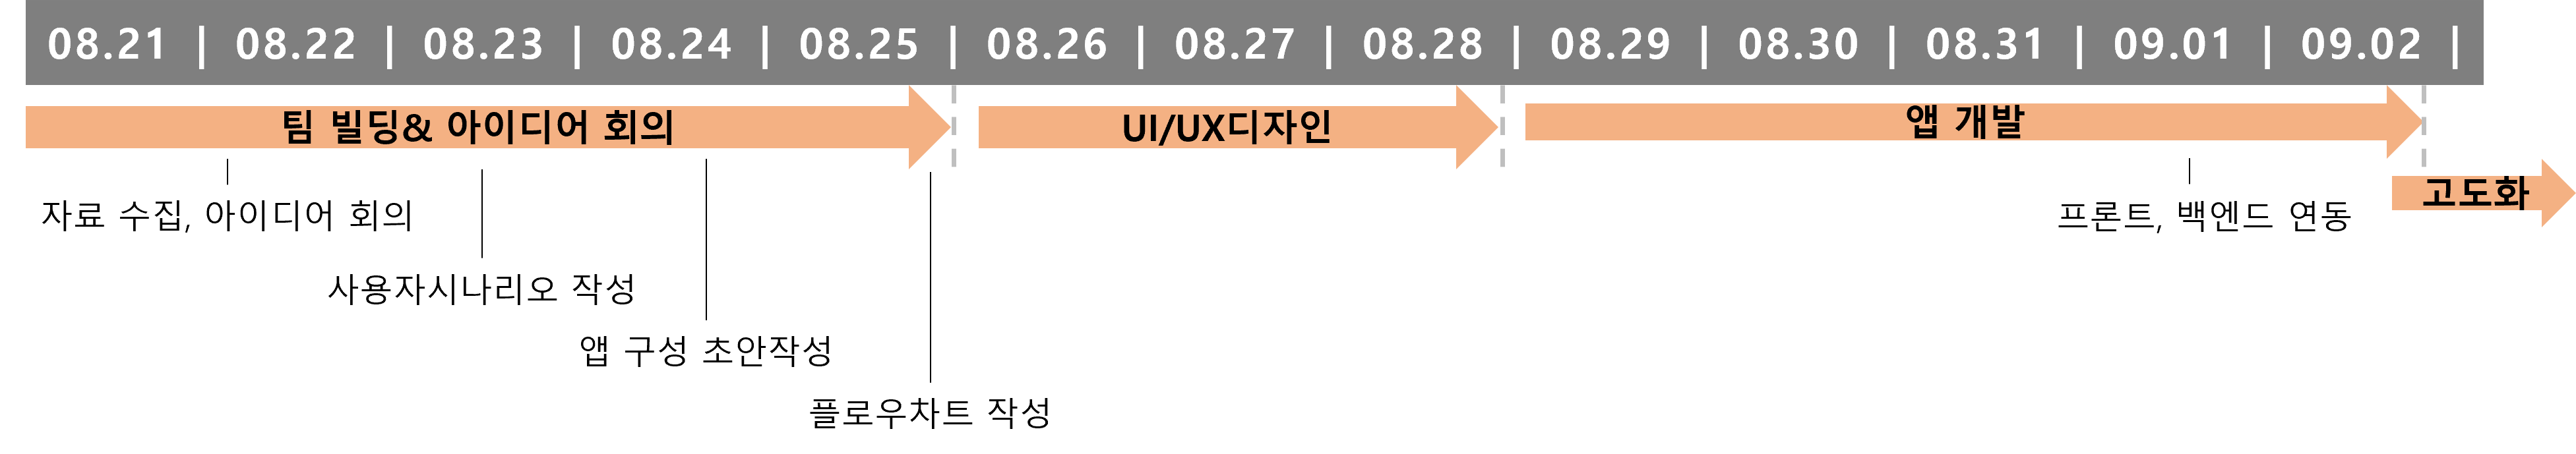 08.21 | 08.22 | 08.23 | 08.24 | 08.25 | 08.26 | 08.27 | 08.28 | 08.29 | 08.30 | 08.31 | 09.01 | 09.02 |
팀 빌딩& 아이디어 회의
UI/UX디자인
앱 개발
고도화
자료 수집, 아이디어 회의
프론트, 백엔드 연동
사용자시나리오 작성
앱 구성 초안작성
플로우차트 작성